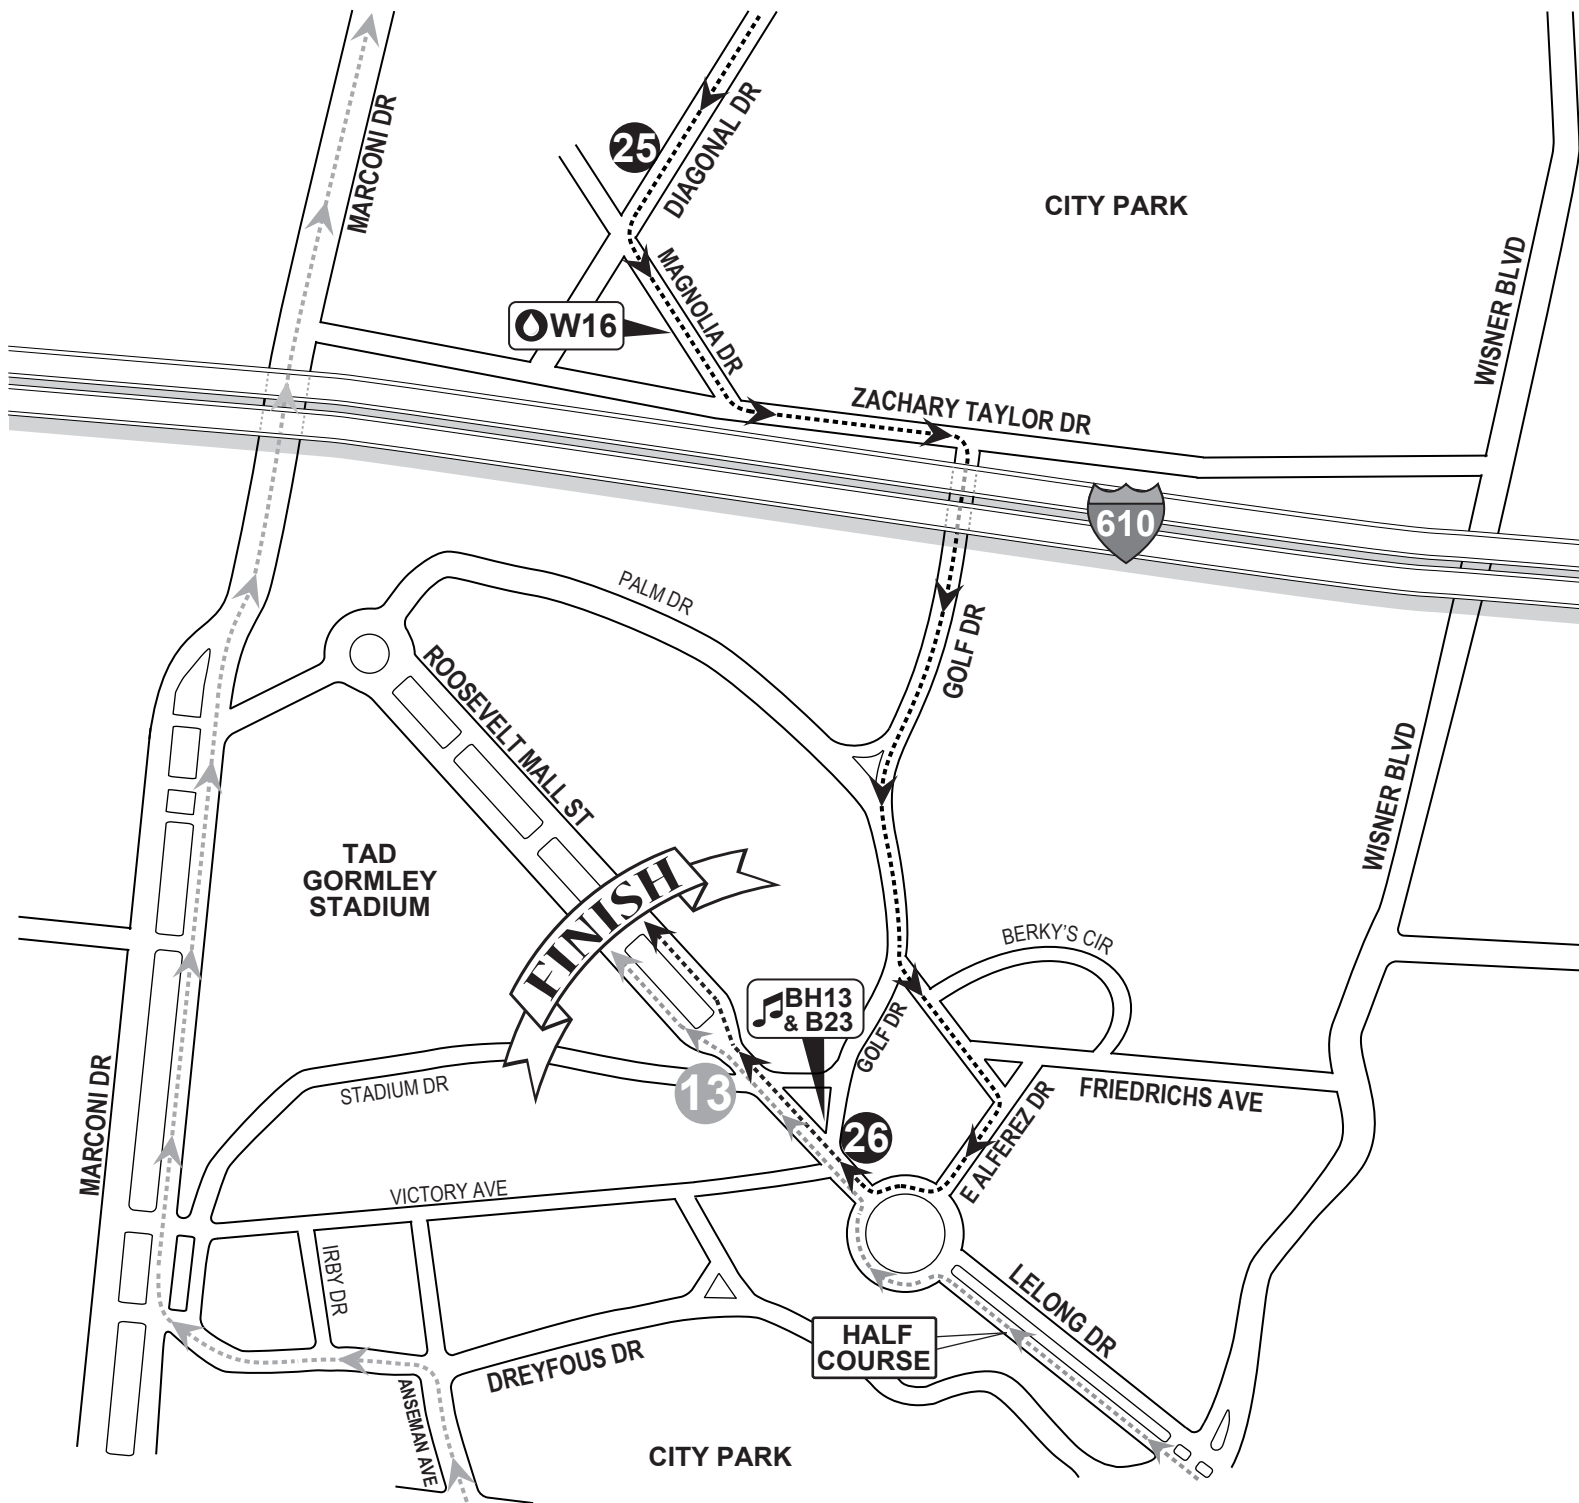 MARCONI DR
DIAGONAL DR
25
CITY PARK
WISNER BLVD
MAGNOLIA DR
W16
ZACHARY TAYLOR DR
610
PALM DR
GOLF DR
ROOSEVELT MALL ST
WISNER BLVD
TAD
GORMLEY
STADIUM
FINISH
BERKY'S CIR
BH13
& B23
GOLF DR
STADIUM DR
13
FRIEDRICHS AVE
E ALFEREZ DR
MARCONI DR
26
VICTORY AVE
IRBY DR
LELONG DR
HALF
COURSE
DREYFOUS DR
ANSEMAN AVE
CITY PARK